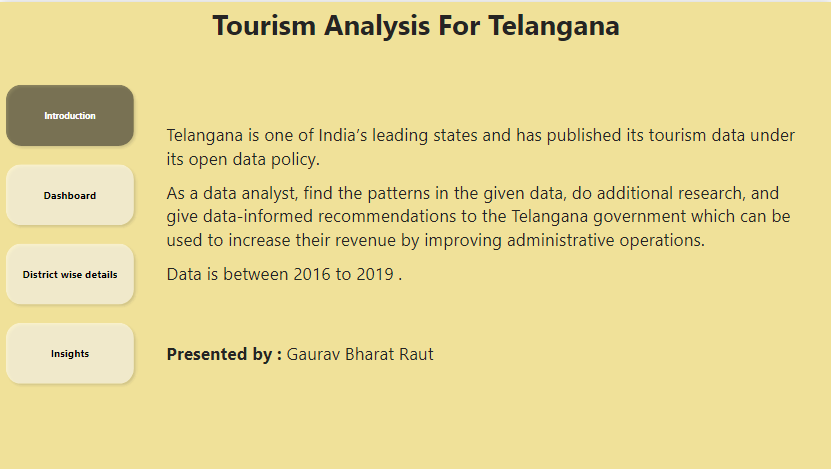 Tourism Analysis For Telangana
Introduction
Dashboard
District wise details
Insights
Telangana is one of India’s leading states and has published its tourism data under
its open data policy.
As a data analyst, find the patterns in the given data, do additional research, and
give data-informed recommendations to the Telangana government which can be
used to increase their revenue by improving administrative operations.
Data is between 2016 to 2019 .
Presented by : Gaurav Bharat Raut